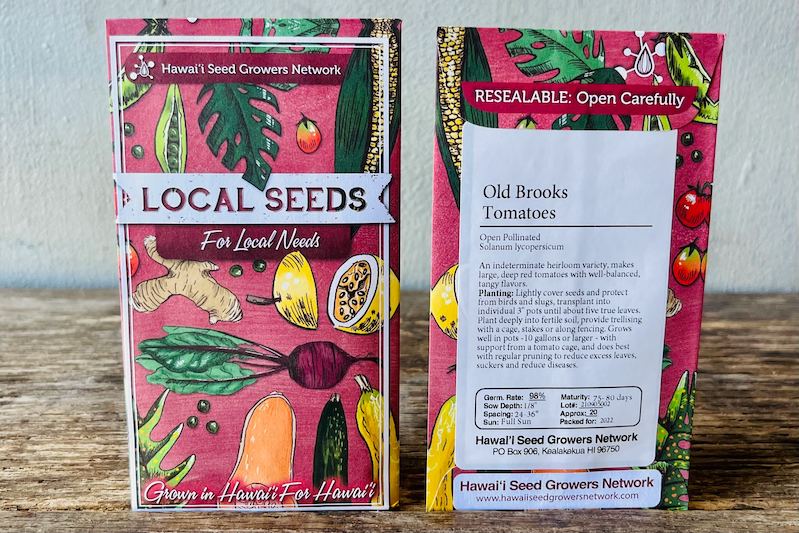 Hawai'i Seed Growers Network
LOCAL SEEDS
For Local Needs
Grown in Hawai'i For Hawai'i
RESEALABLE: Open Carefully
Old Brooks
Tomatoes
Open Pollinated
Solanum lycopersicum
An indeterminate heirloom variety, makes
large, deep red tomatoes with well-balanced,
tangy flavors.
Planting: Lightly cover seeds and protect
from birds and slugs, transplant into
individual 3" pots until about five true leaves.
Plant deeply into fertile soil, provide trellising
with a cage, stakes or along fencing. Grows
well in pots -10 gallons or larger - with
support from a tomato cage, and does best
with regular pruning to reduce excess leaves,
suckers and reduce diseases.
Germ. Rate: 98% Maturity: 75-80 days
Sow Depth: 1/8" Lot#: 210905002
Spacing: 24-36" Approx: 20
Sun: Full Sun Packed for: 2022
Hawai'i Seed Growers Network
PO Box 906, Kealakekua HI 96750
Hawai'i Seed Growers Network
www.hawaiiseedgrowersnetwork.com